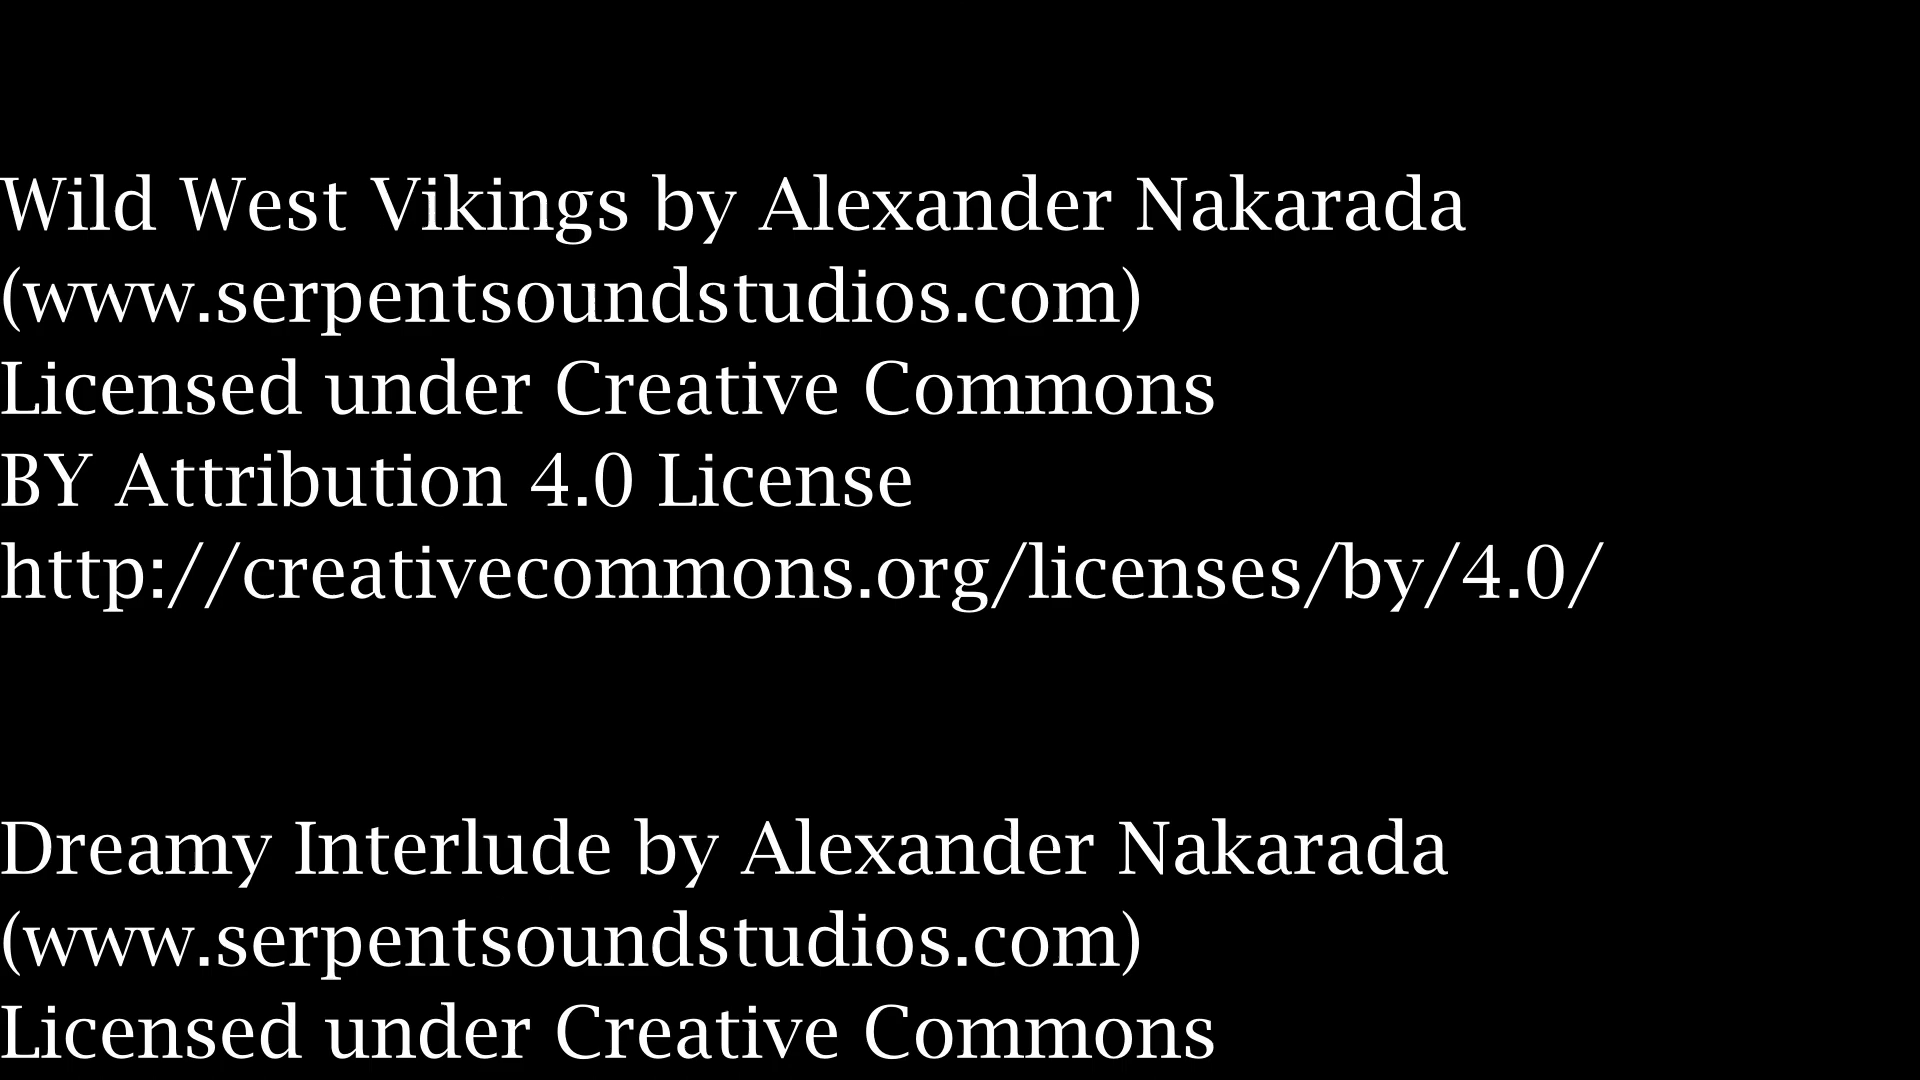 Wild West Vikings by Alexander Nakarada
(www.serpentsoundstudios.com)
Licensed under Creative Commons
BY Attribution 4.0 License
http://creativecommons.org/licenses/by/4.0/
Dreamy Interlude by Alexander Nakarada
(www.serpentsoundstudios.com)
Licensed under Creative Commons